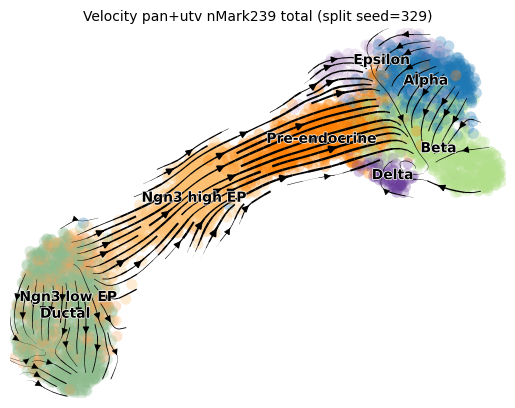 Velocity pan+utv nMark239 total (split seed=329)
Epsilon
Alpha
Pre-endocrine
Beta
Delta
Ngn3 high EP
Ngn3 low EP
Ductal